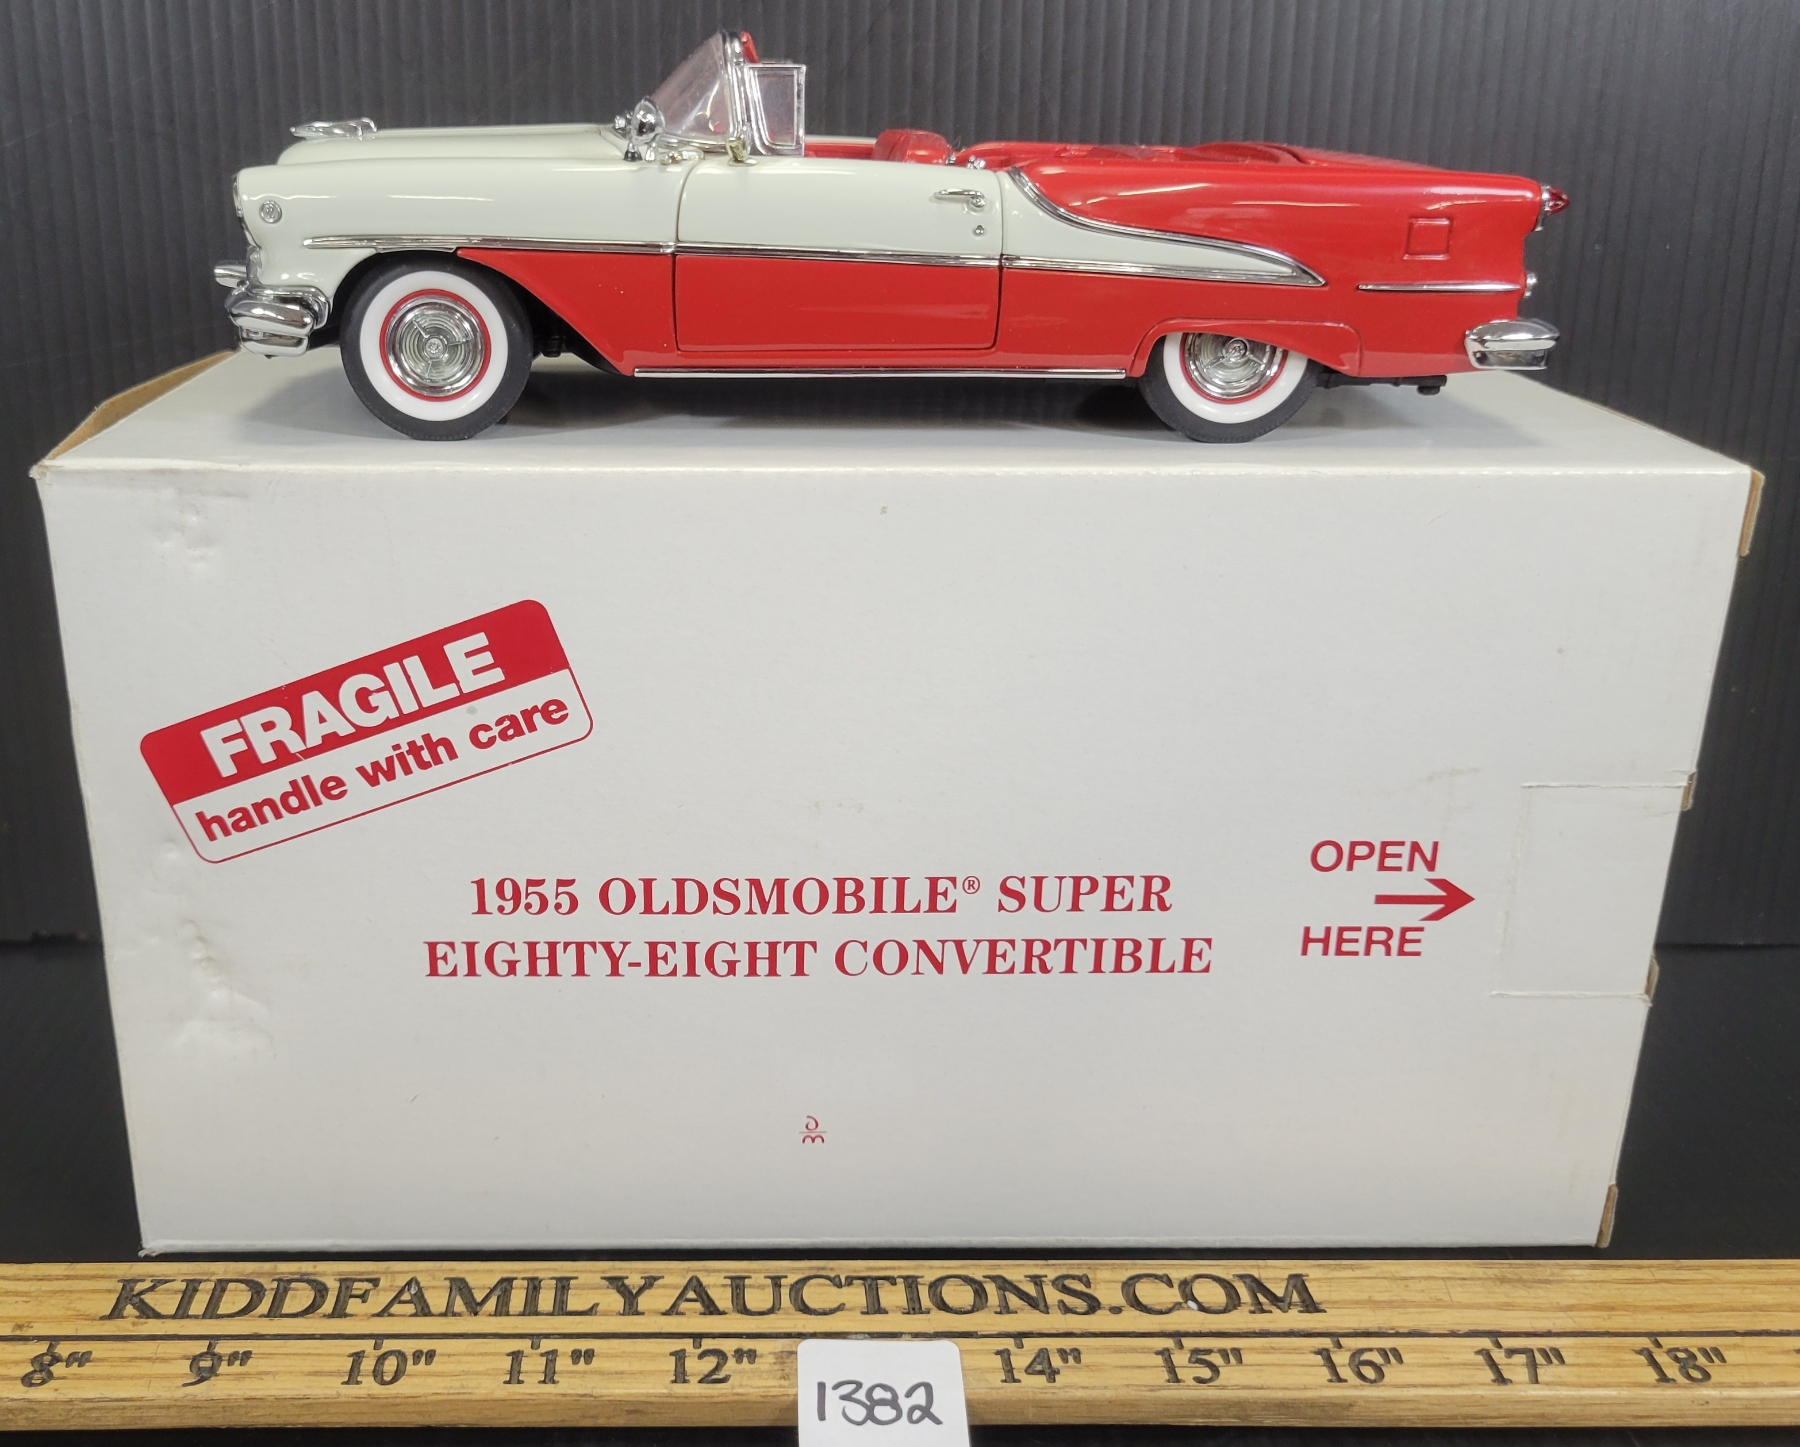 FRAGILE
handle with care
1955 OLDSMOBILE® SUPER
EIGHTY-EIGHT CONVERTIBLE
OPEN
HERE
KIDDFAMILYAUCTIONS.COM
8" 9" 10" 11" 12" 14" 15" 16" 17" 18"
1382